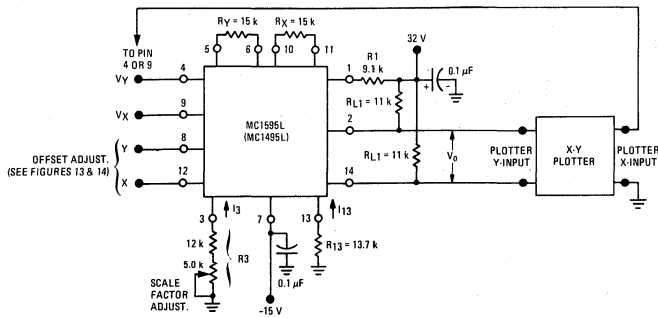 RY = 15 k
RX = 15 k
5
6
10
11
TO PIN
4 OR 9
VY
4
VX
9
Y
8
X
12
OFFSET ADJUST.
(SEE FIGURES 13 & 14)
MC1595L
(MC1495L)
1
R1
9.1 k
32 V
+
-
0.1 µF
RL1 = 11 k
2
RL1 = 11 k
14
Vo
PLOTTER
Y-INPUT
X-Y
PLOTTER
PLOTTER
X-INPUT
3
I3
7
13
I13
12 k
5.0 k
R3
SCALE
FACTOR
ADJUST.
0.1 µF
-15 V
R13 = 13.7 k